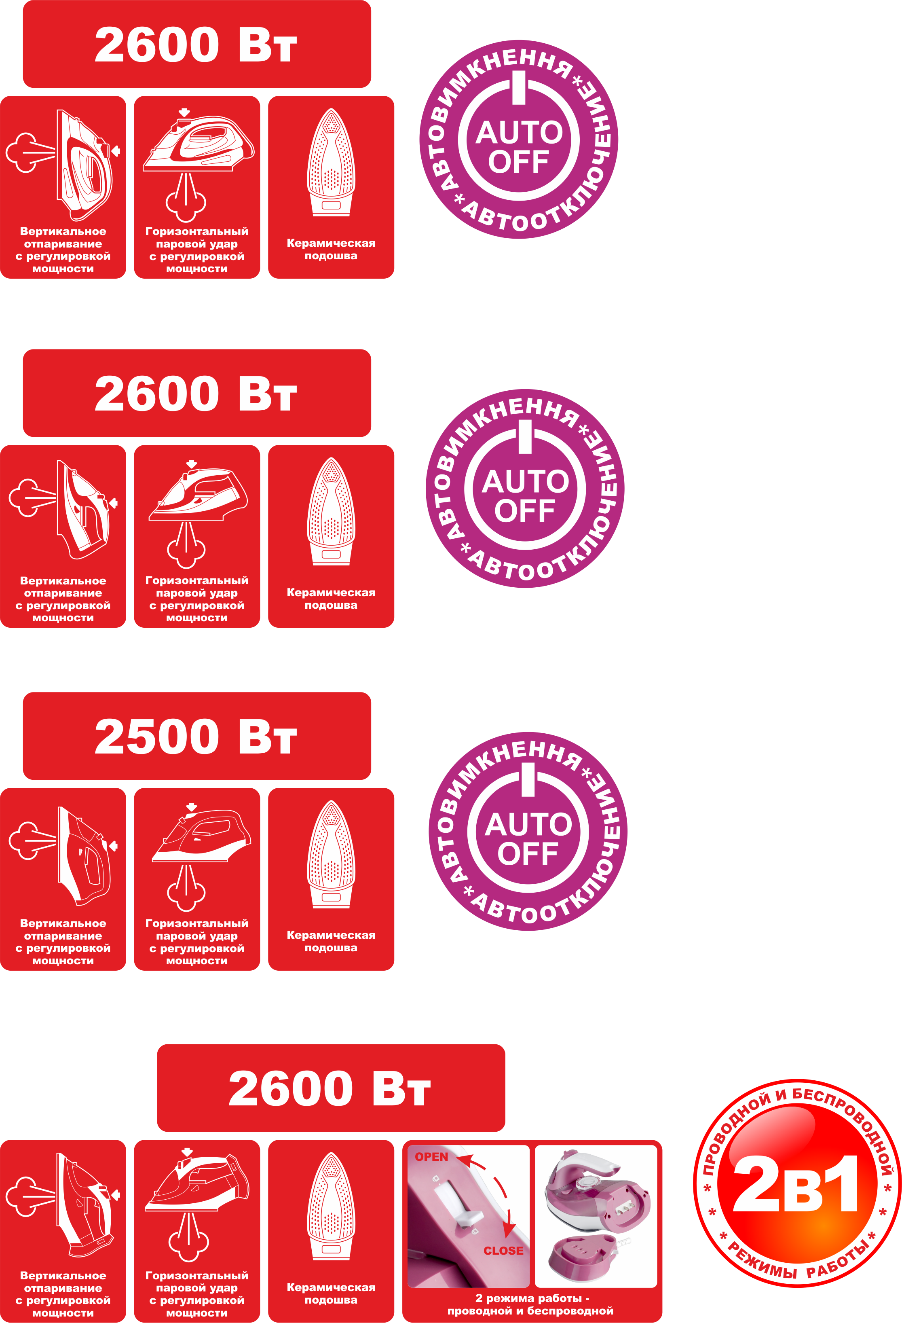 2600 Вт
Вертикальное
отпаривание
с регулировкой
мощности
Горизонтальный
паровой удар
с регулировкой
мощности
Керамическая
подошва
*АВТОВИМКНЕННЯ*
АВТООТКЛЮЧЕНИЕ
AUTO
OFF
2600 Вт
Вертикальное
отпаривание
с регулировкой
мощности
Горизонтальный
паровой удар
с регулировкой
мощности
Керамическая
подошва
*АВТОВИМКНЕННЯ*
АВТООТКЛЮЧЕНИЕ
AUTO
OFF
2500 Вт
Вертикальное
отпаривание
с регулировкой
мощности
Горизонтальный
паровой удар
с регулировкой
мощности
Керамическая
подошва
*АВТОВИМКНЕННЯ*
АВТООТКЛЮЧЕНИЕ
AUTO
OFF
2600 Вт
Вертикальное
отпаривание
с регулировкой
мощности
Горизонтальный
паровой удар
с регулировкой
мощности
Керамическая
подошва
OPEN
CLOSE
2 режима работы -
проводной и беспроводной
ПРОВОДНОЙ И БЕСПРОВОДНОЙ
2В1
* * * РЕЖИМЫ РАБОТЫ * * *